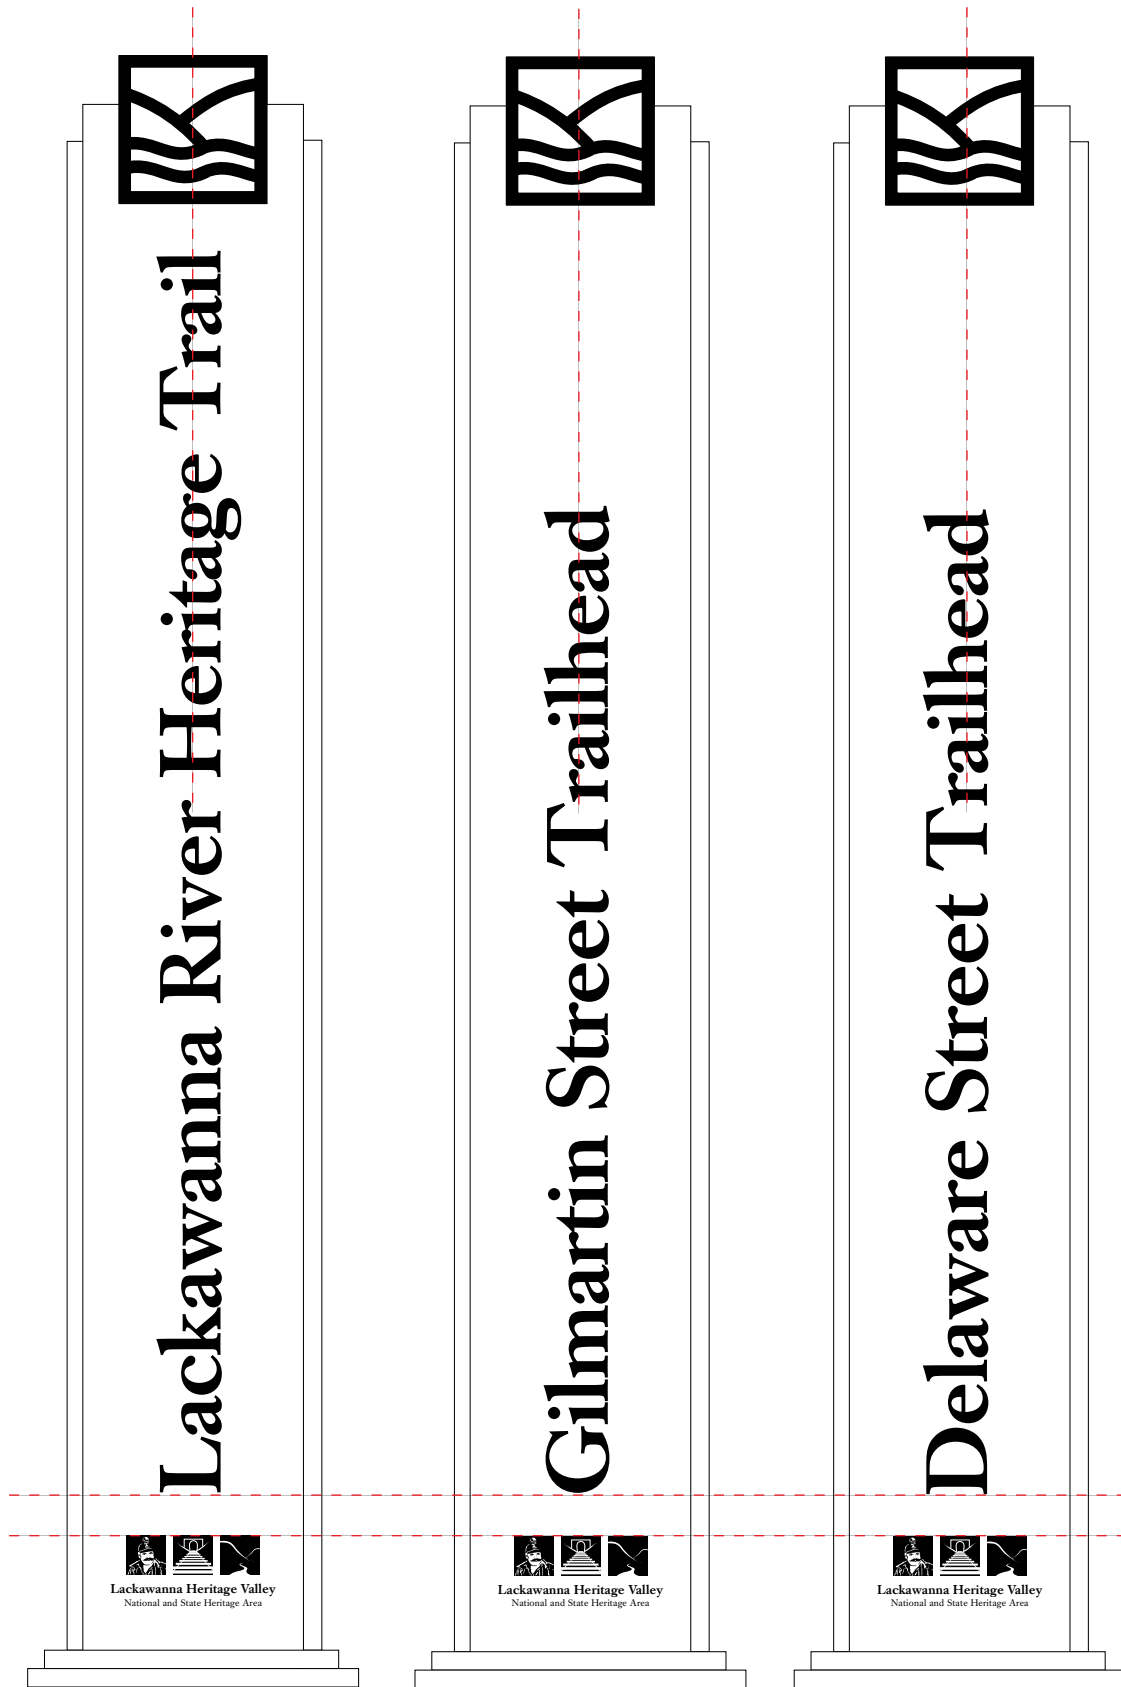 Lackawanna River Heritage Trail
Lackawanna Heritage Valley
National and State Heritage Area
Gilmartin Street Trailhead
Lackawanna Heritage Valley
National and State Heritage Area
Delaware Street Trailhead
Lackawanna Heritage Valley
National and State Heritage Area